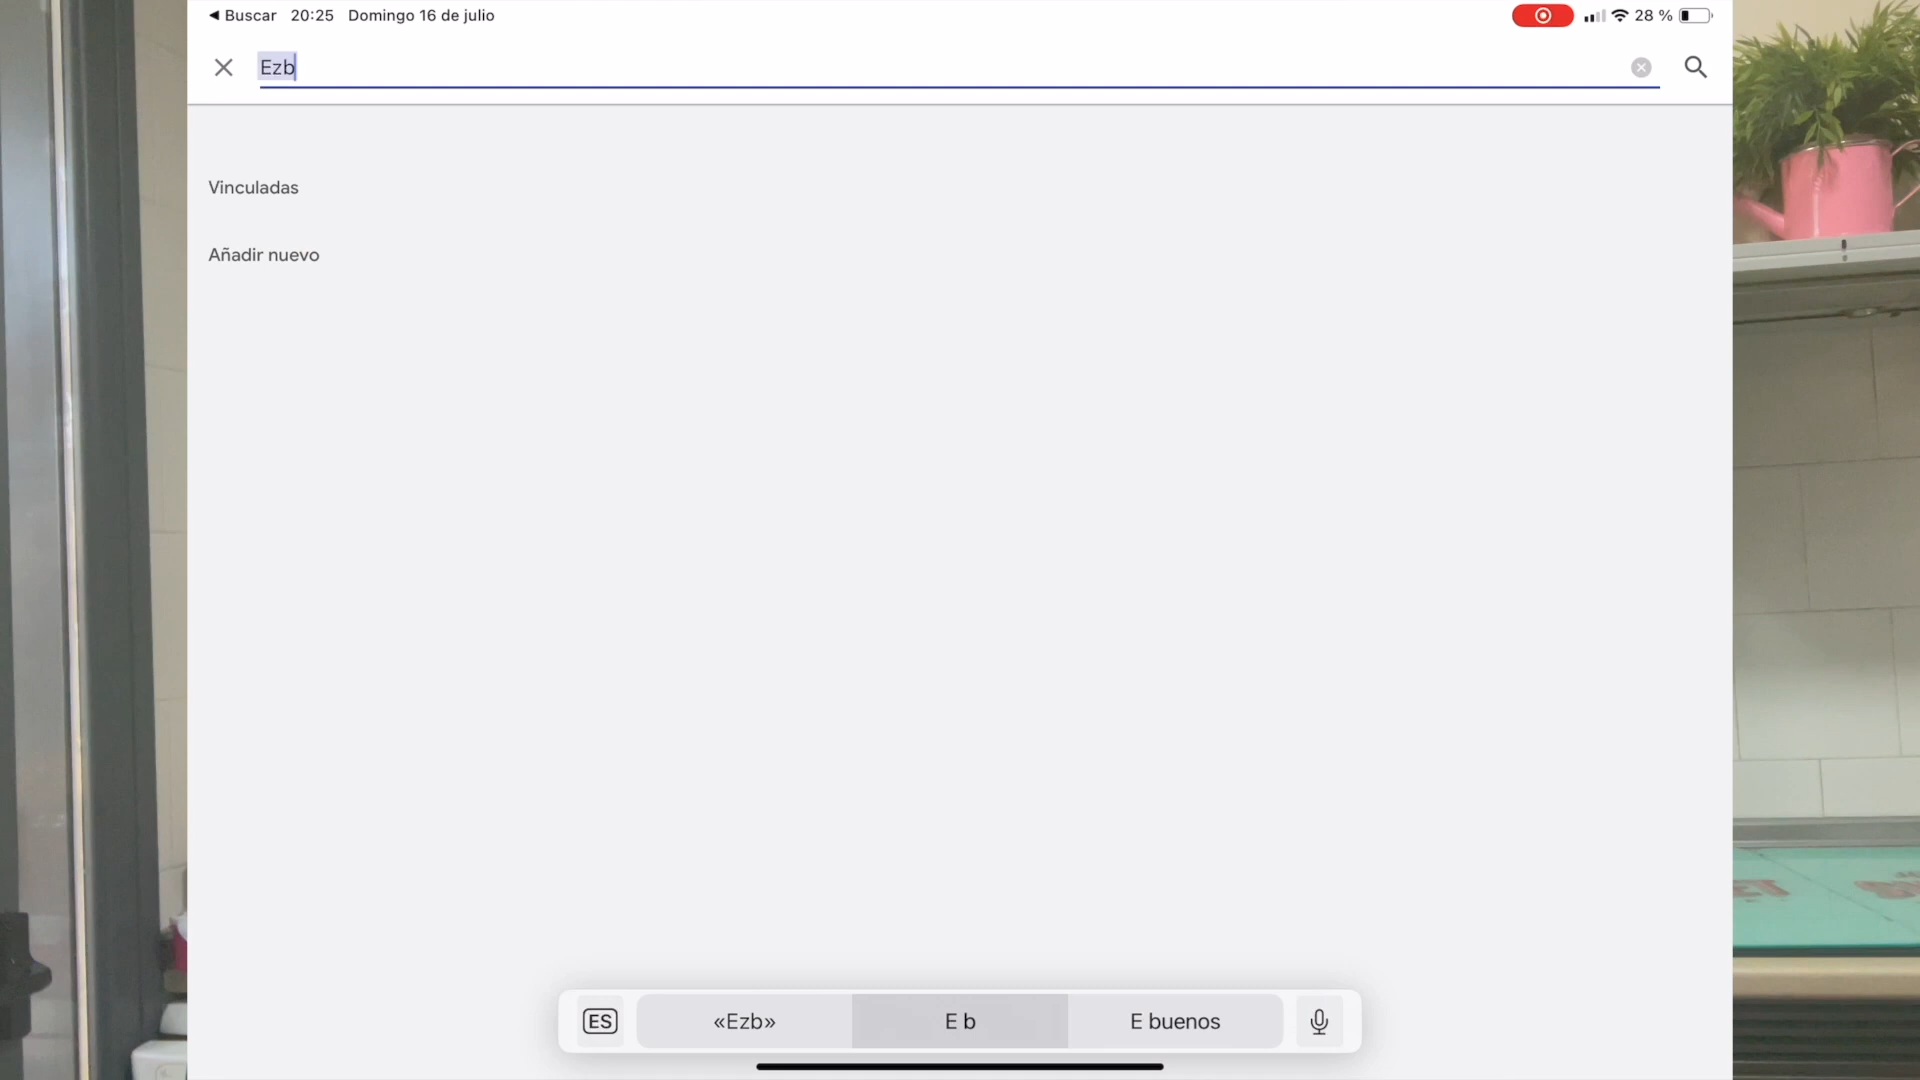 ◀ Buscar 20:25 Domingo 16 de julio 28 %
Ezb
Vinculadas
Añadir nuevo
ES «Ezb» E b E buenos